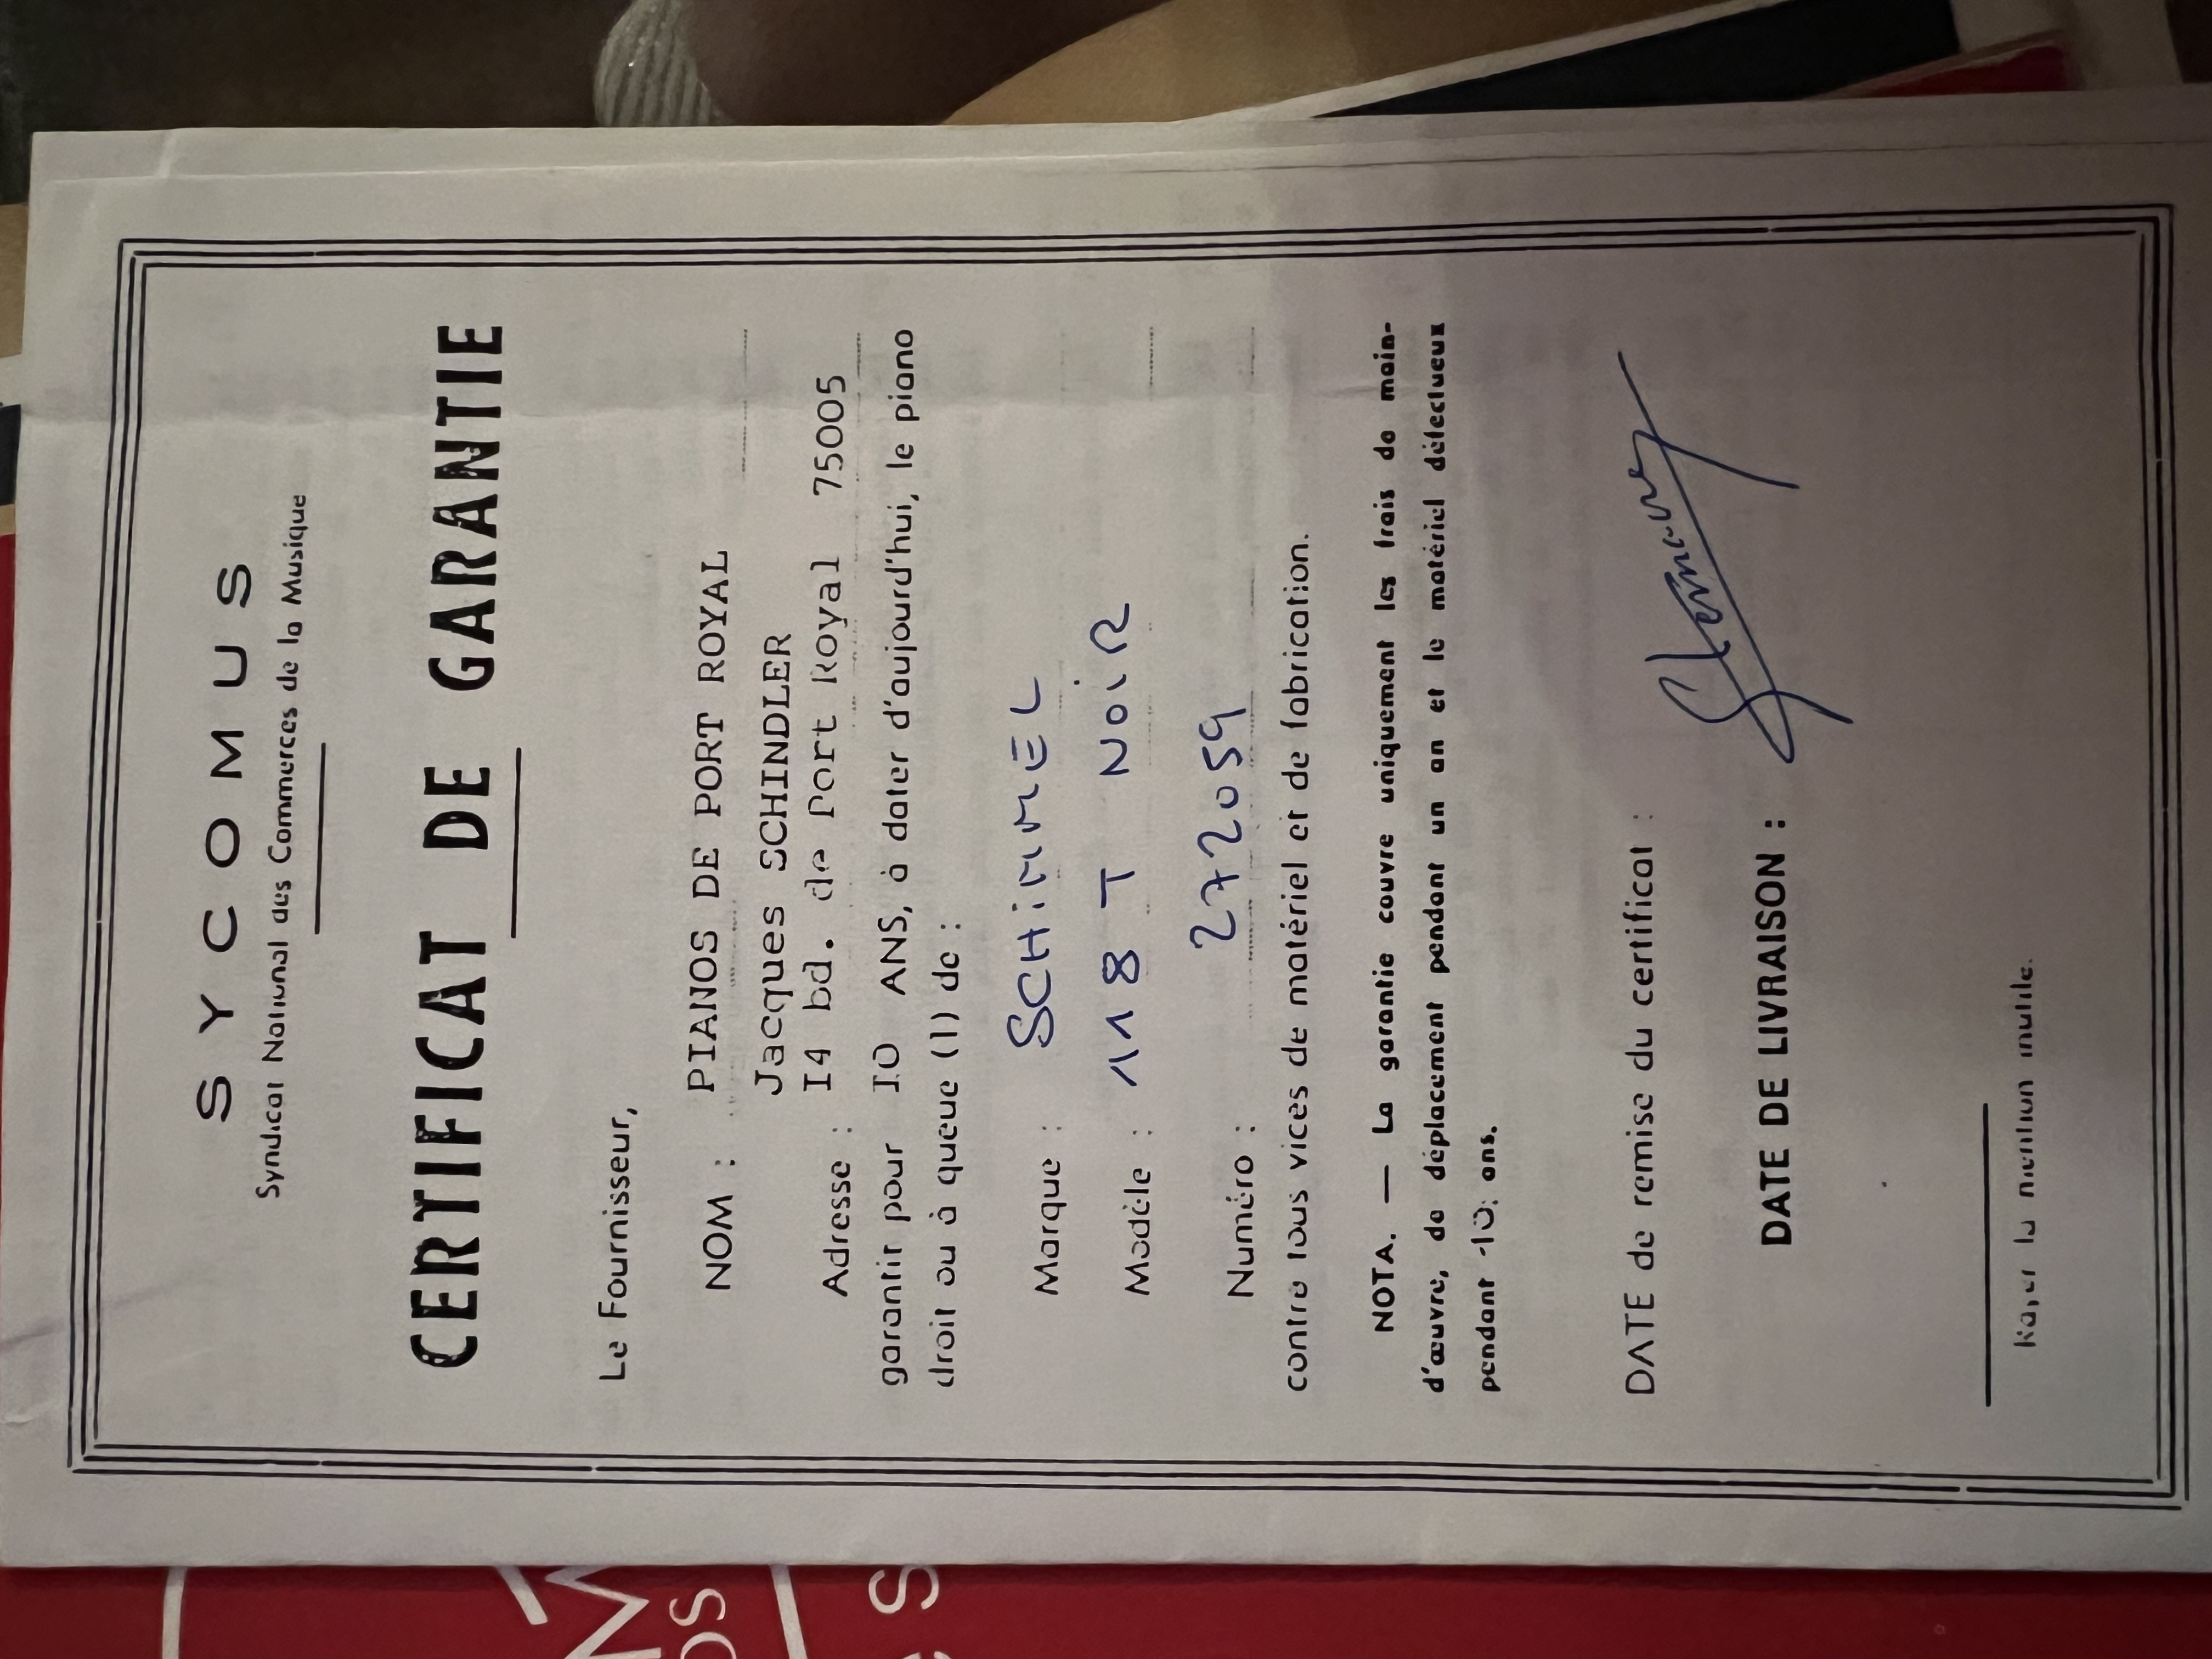 SYCOMUS
Syndicat National des Commerces de la Musique
CERTIFICAT DE GARANTIE
Le Fournisseur,
NOM : PIANOS DE PORT ROYAL
Jacques SCHINDLER
Adresse : I4 bd. de Port Royal 75005
garantit pour I0 ANS, à dater d'aujourd'hui, le piano
droit ou à queue (1) de :
Marque : SCHIMMEL
Modèle : 118 T NOIR
Numéro : 272059
contre tous vices de matériel et de fabrication.
NOTA. — La garantie couvre uniquement les frais de main-
d'œuvre, de déplacement pendant un an et le matériel défectueux
pendant 10 ans.
DATE de remise du certificat :
DATE DE LIVRAISON :
Rayer la mention inutile.
M
OS
S